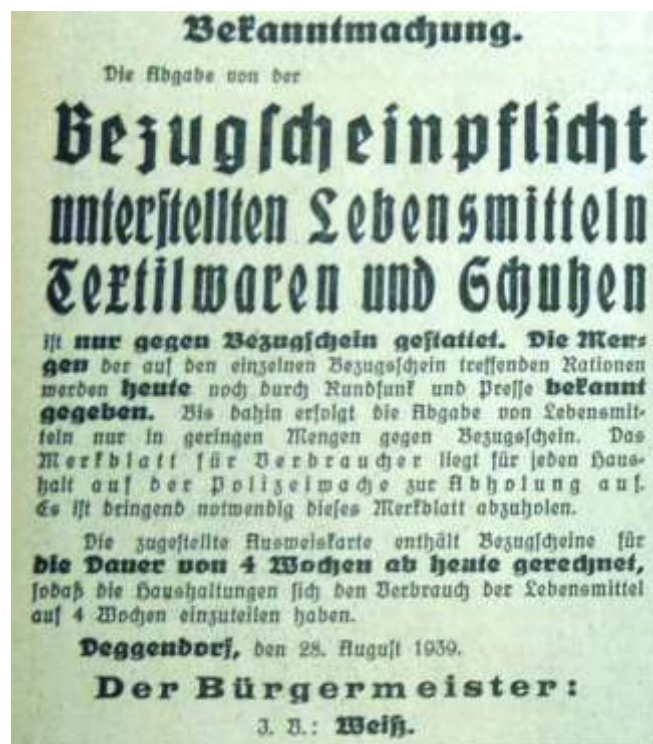 Bekanntmachung.
Die Abgabe von der
Bezugscheinpflicht
unterstellten Lebensmitteln
Textilwaren und Schuhen
ist nur gegen Bezugschein gestattet. Die Men-
gen der auf den einzelnen Bezugsschein treffenden Rationen
werden heute noch durch Rundfunk und Presse bekannt
gegeben. Bis dahin erfolgt die Abgabe von Lebensmit-
teln nur in geringen Mengen gegen Bezugsschein. Das
Merkblatt für Verbraucher liegt für jeden Haus-
halt auf der Polizeiwache zur Abholung auf.
Es ist dringend notwendig dieses Merkblatt abzuholen.
Die zugestellte Ausweiskarte enthält Bezugscheine für
die Dauer von 4 Wochen ab heute gerechnet,
sodaß die Haushaltungen sich den Verbrauch der Lebensmittel
auf 4 Wochen einzuteilen haben.
Deggendorf, den 28. August 1939.
Der Bürgermeister:
J. V.: Weiß.